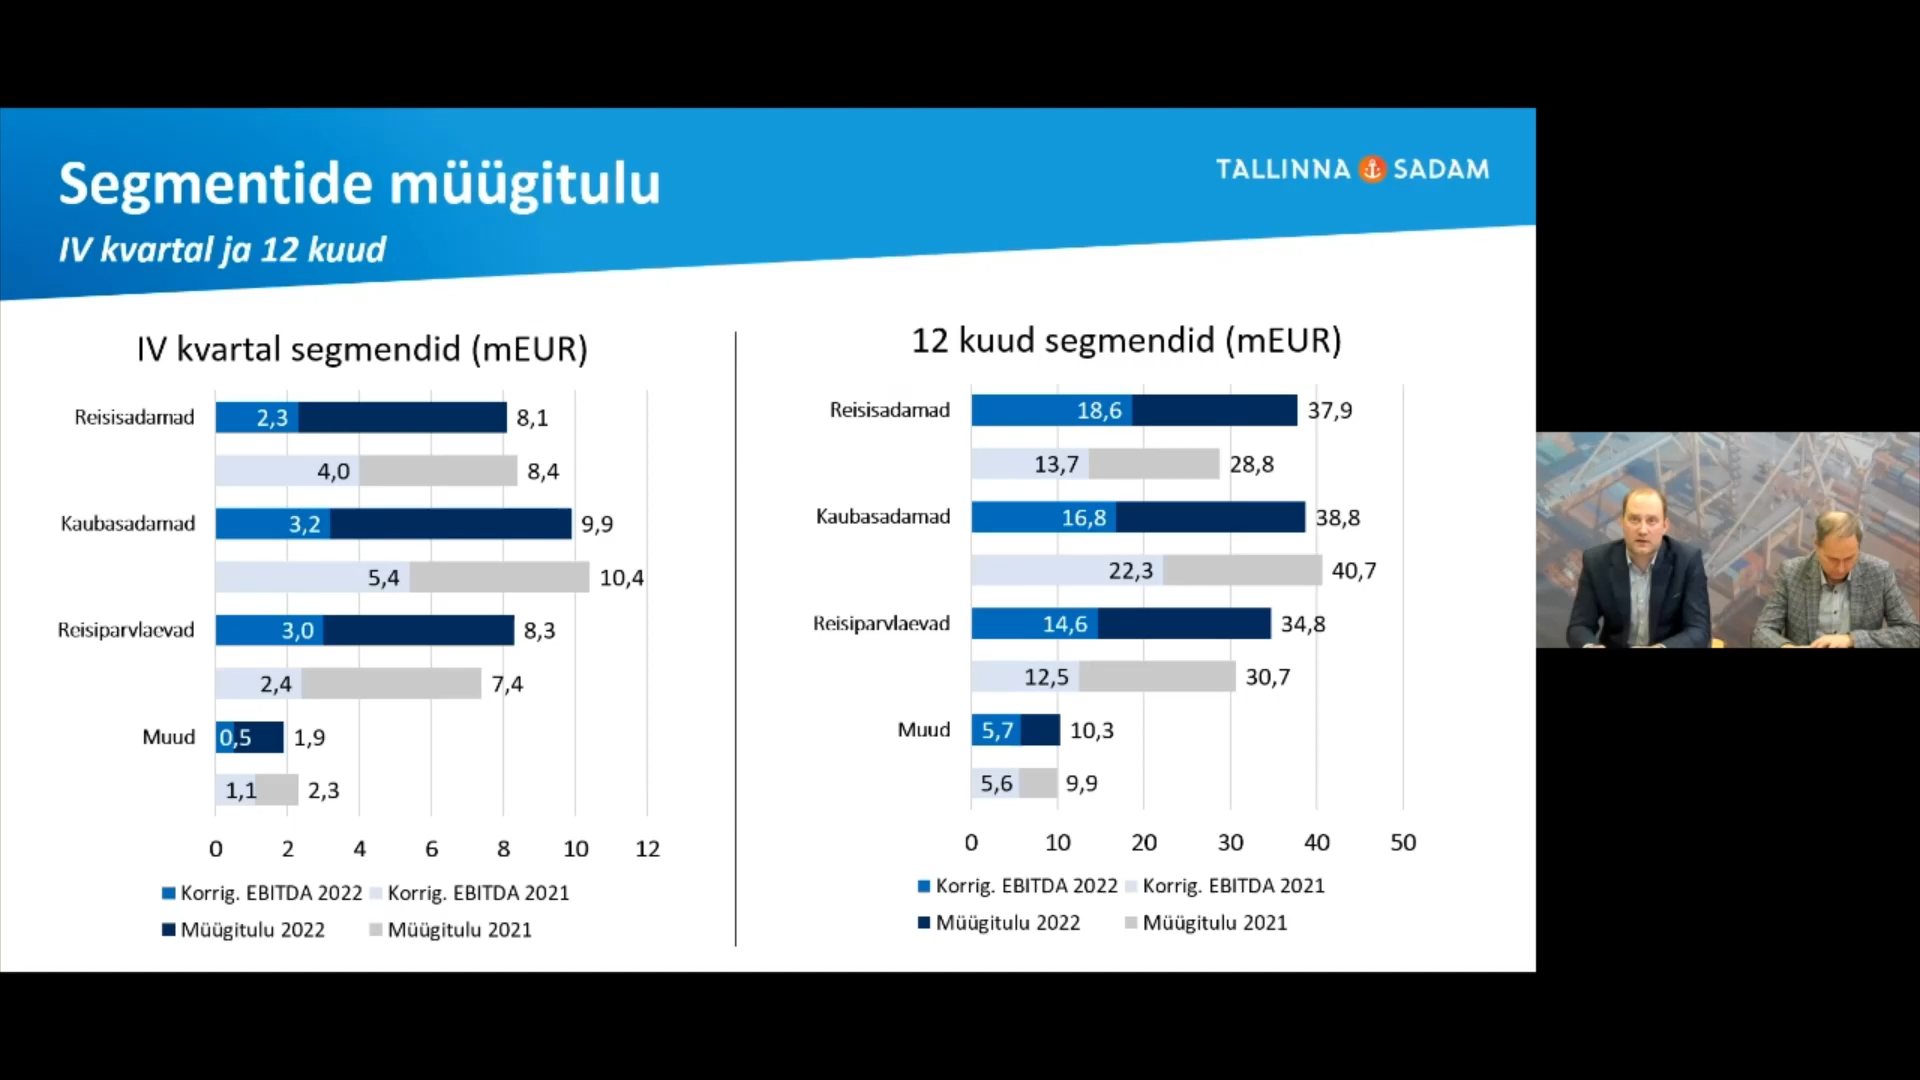 Segmentide müügitulu
IV kvartal ja 12 kuud
TALLINNA SADAM
IV kvartal segmendid (mEUR)
Reisisadamad 2,3 8,1
4,0 8,4
Kaubasadamad 3,2 9,9
5,4 10,4
Reisiparvlaevad 3,0 8,3
2,4 7,4
Muud 0,5 1,9
1,1 2,3
0 2 4 6 8 10 12
Korrig. EBITDA 2022 Korrig. EBITDA 2021
Müügitulu 2022 Müügitulu 2021
12 kuud segmendid (mEUR)
Reisisadamad 18,6 37,9
13,7 28,8
Kaubasadamad 16,8 38,8
22,3 40,7
Reisiparvlaevad 14,6 34,8
12,5 30,7
Muud 5,7 10,3
5,6 9,9
0 10 20 30 40 50
Korrig. EBITDA 2022 Korrig. EBITDA 2021
Müügitulu 2022 Müügitulu 2021